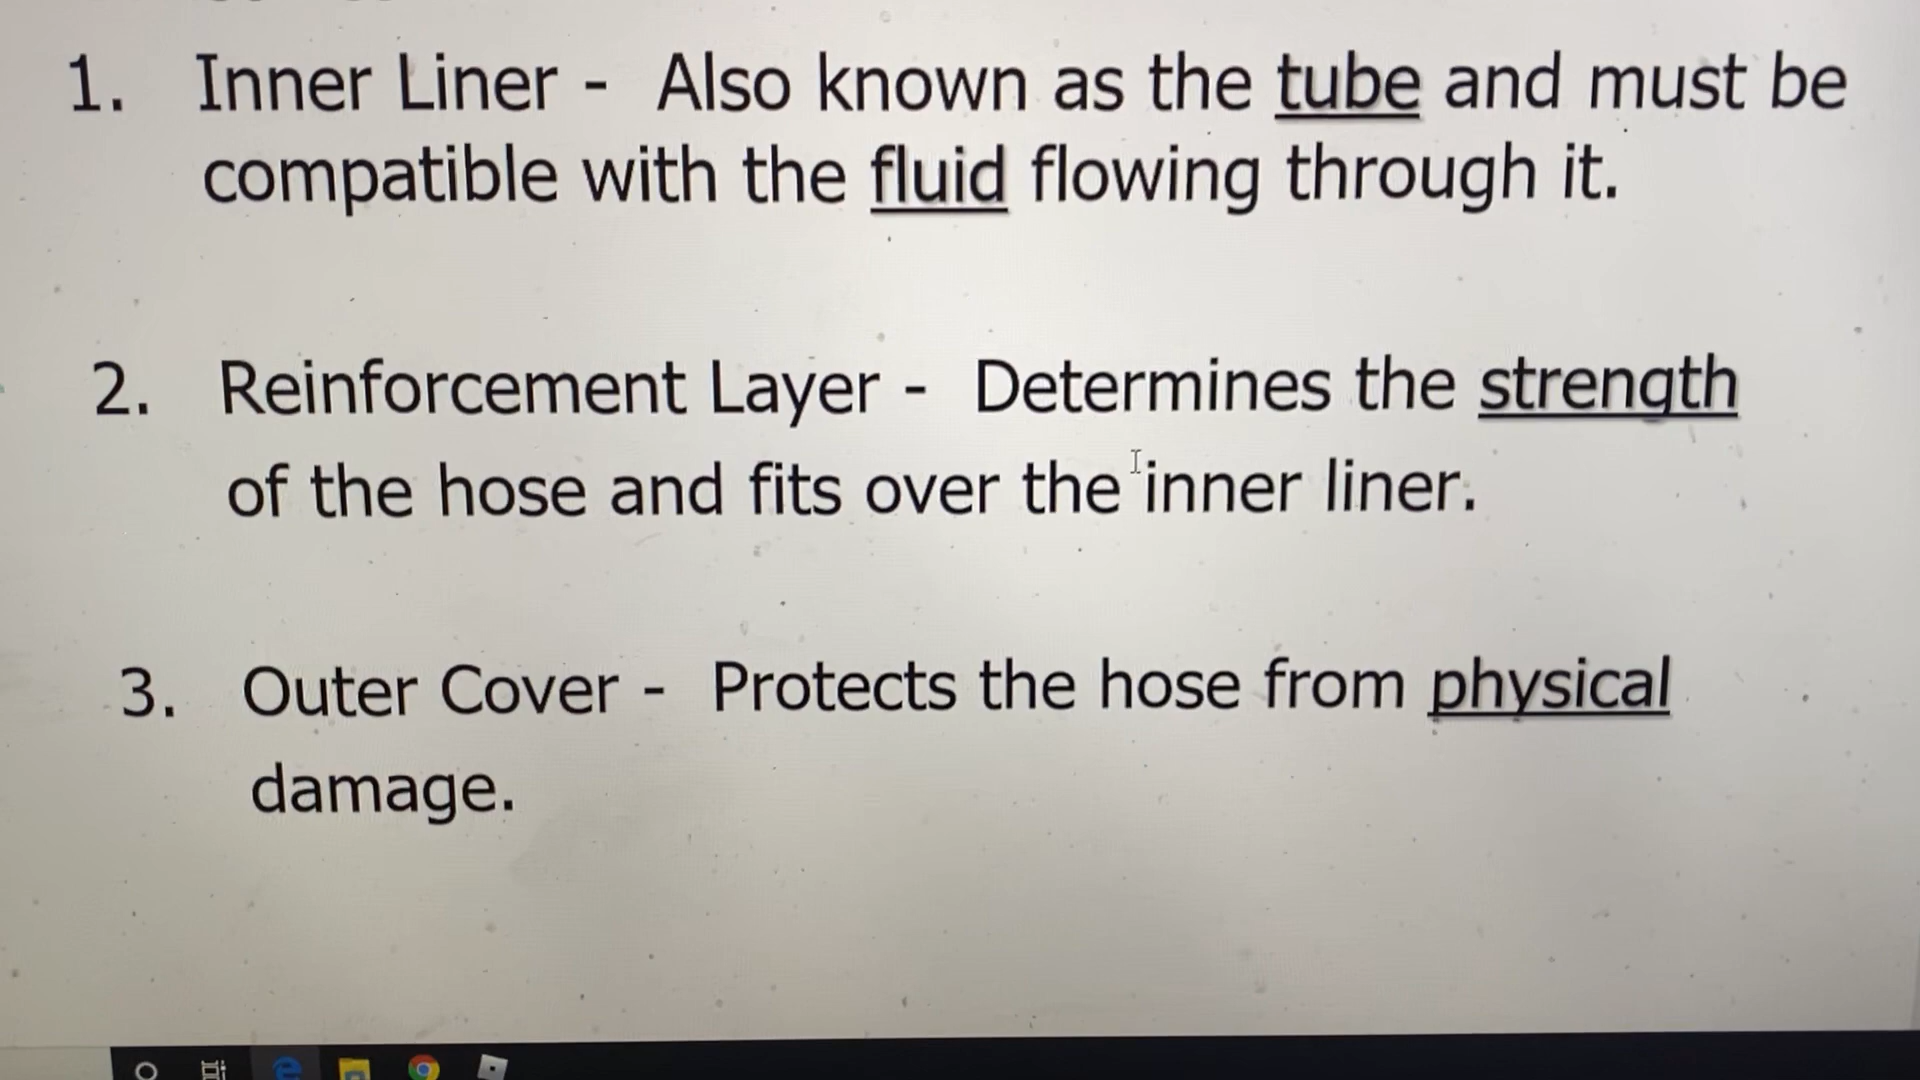 1. Inner Liner - Also known as the tube and must be
compatible with the fluid flowing through it.
2. Reinforcement Layer - Determines the strength
of the hose and fits over the inner liner.
3. Outer Cover - Protects the hose from physical
damage.